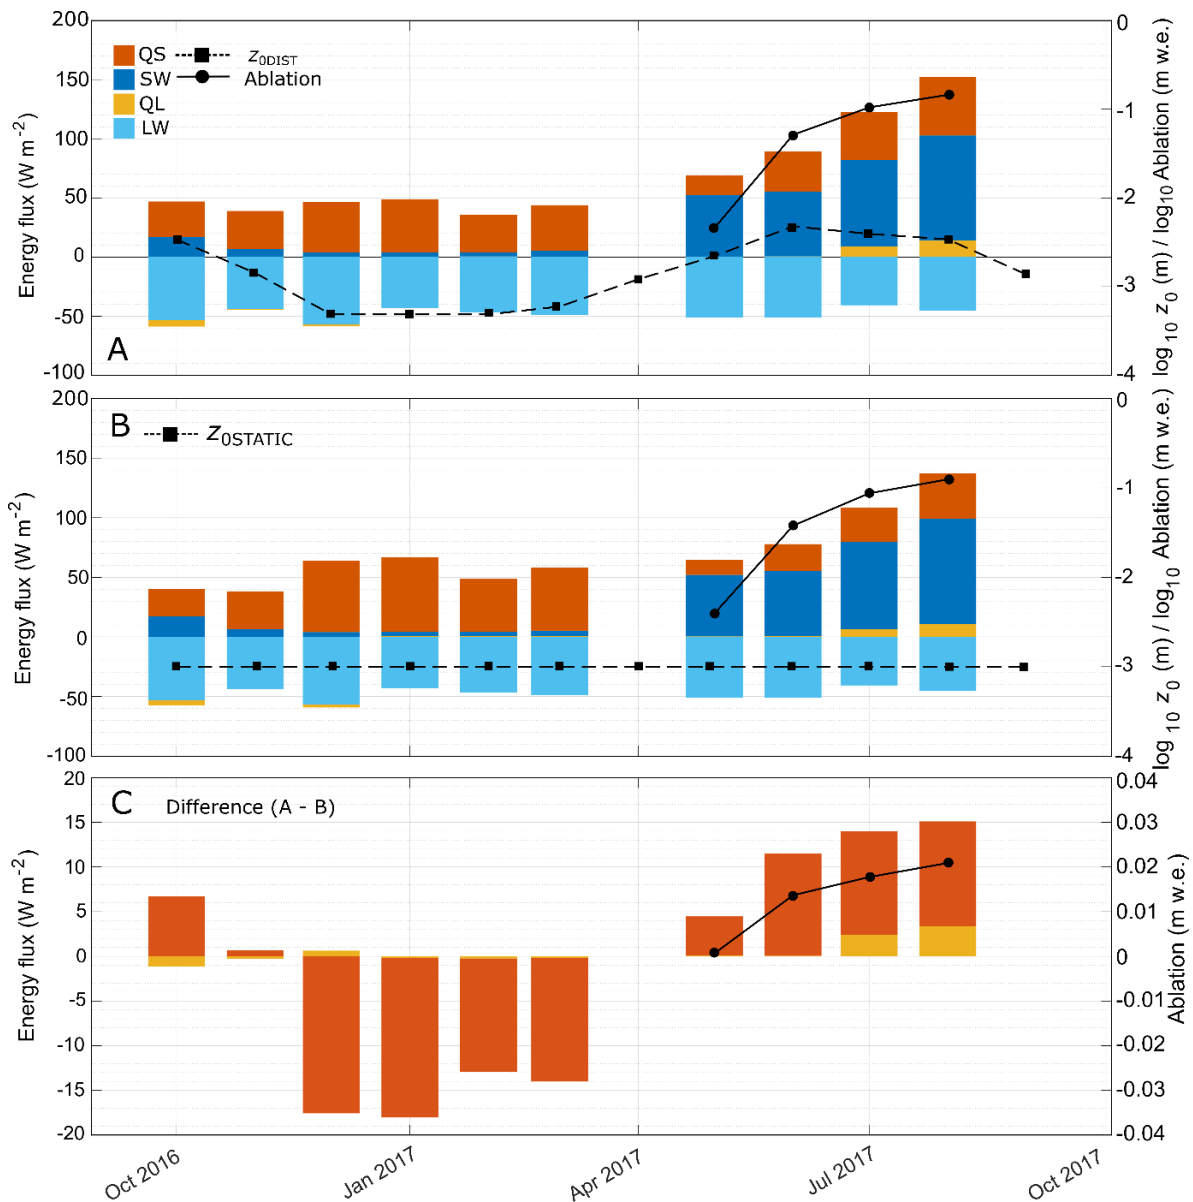 200
150
100
50
0
-50
-100
Energy flux (W m-2)
QS
SW
QL
LW
z0DIST
Ablation
A
0
-1
-2
-3
-4
log 10 z0 (m) / log10 Ablation (m w.e.)
200
150
100
50
0
-50
-100
Energy flux (W m-2)
B
z0STATIC
0
-1
-2
-3
-4
log 10 z0 (m) / log10 Ablation (m w.e.)
20
15
10
5
0
-5
-10
-15
-20
Energy flux (W m-2)
C
Difference (A - B)
0.04
0.03
0.02
0.01
0
-0.01
-0.02
-0.03
-0.04
Ablation (m w.e.)
Oct 2016
Jan 2017
Apr 2017
Jul 2017
Oct 2017